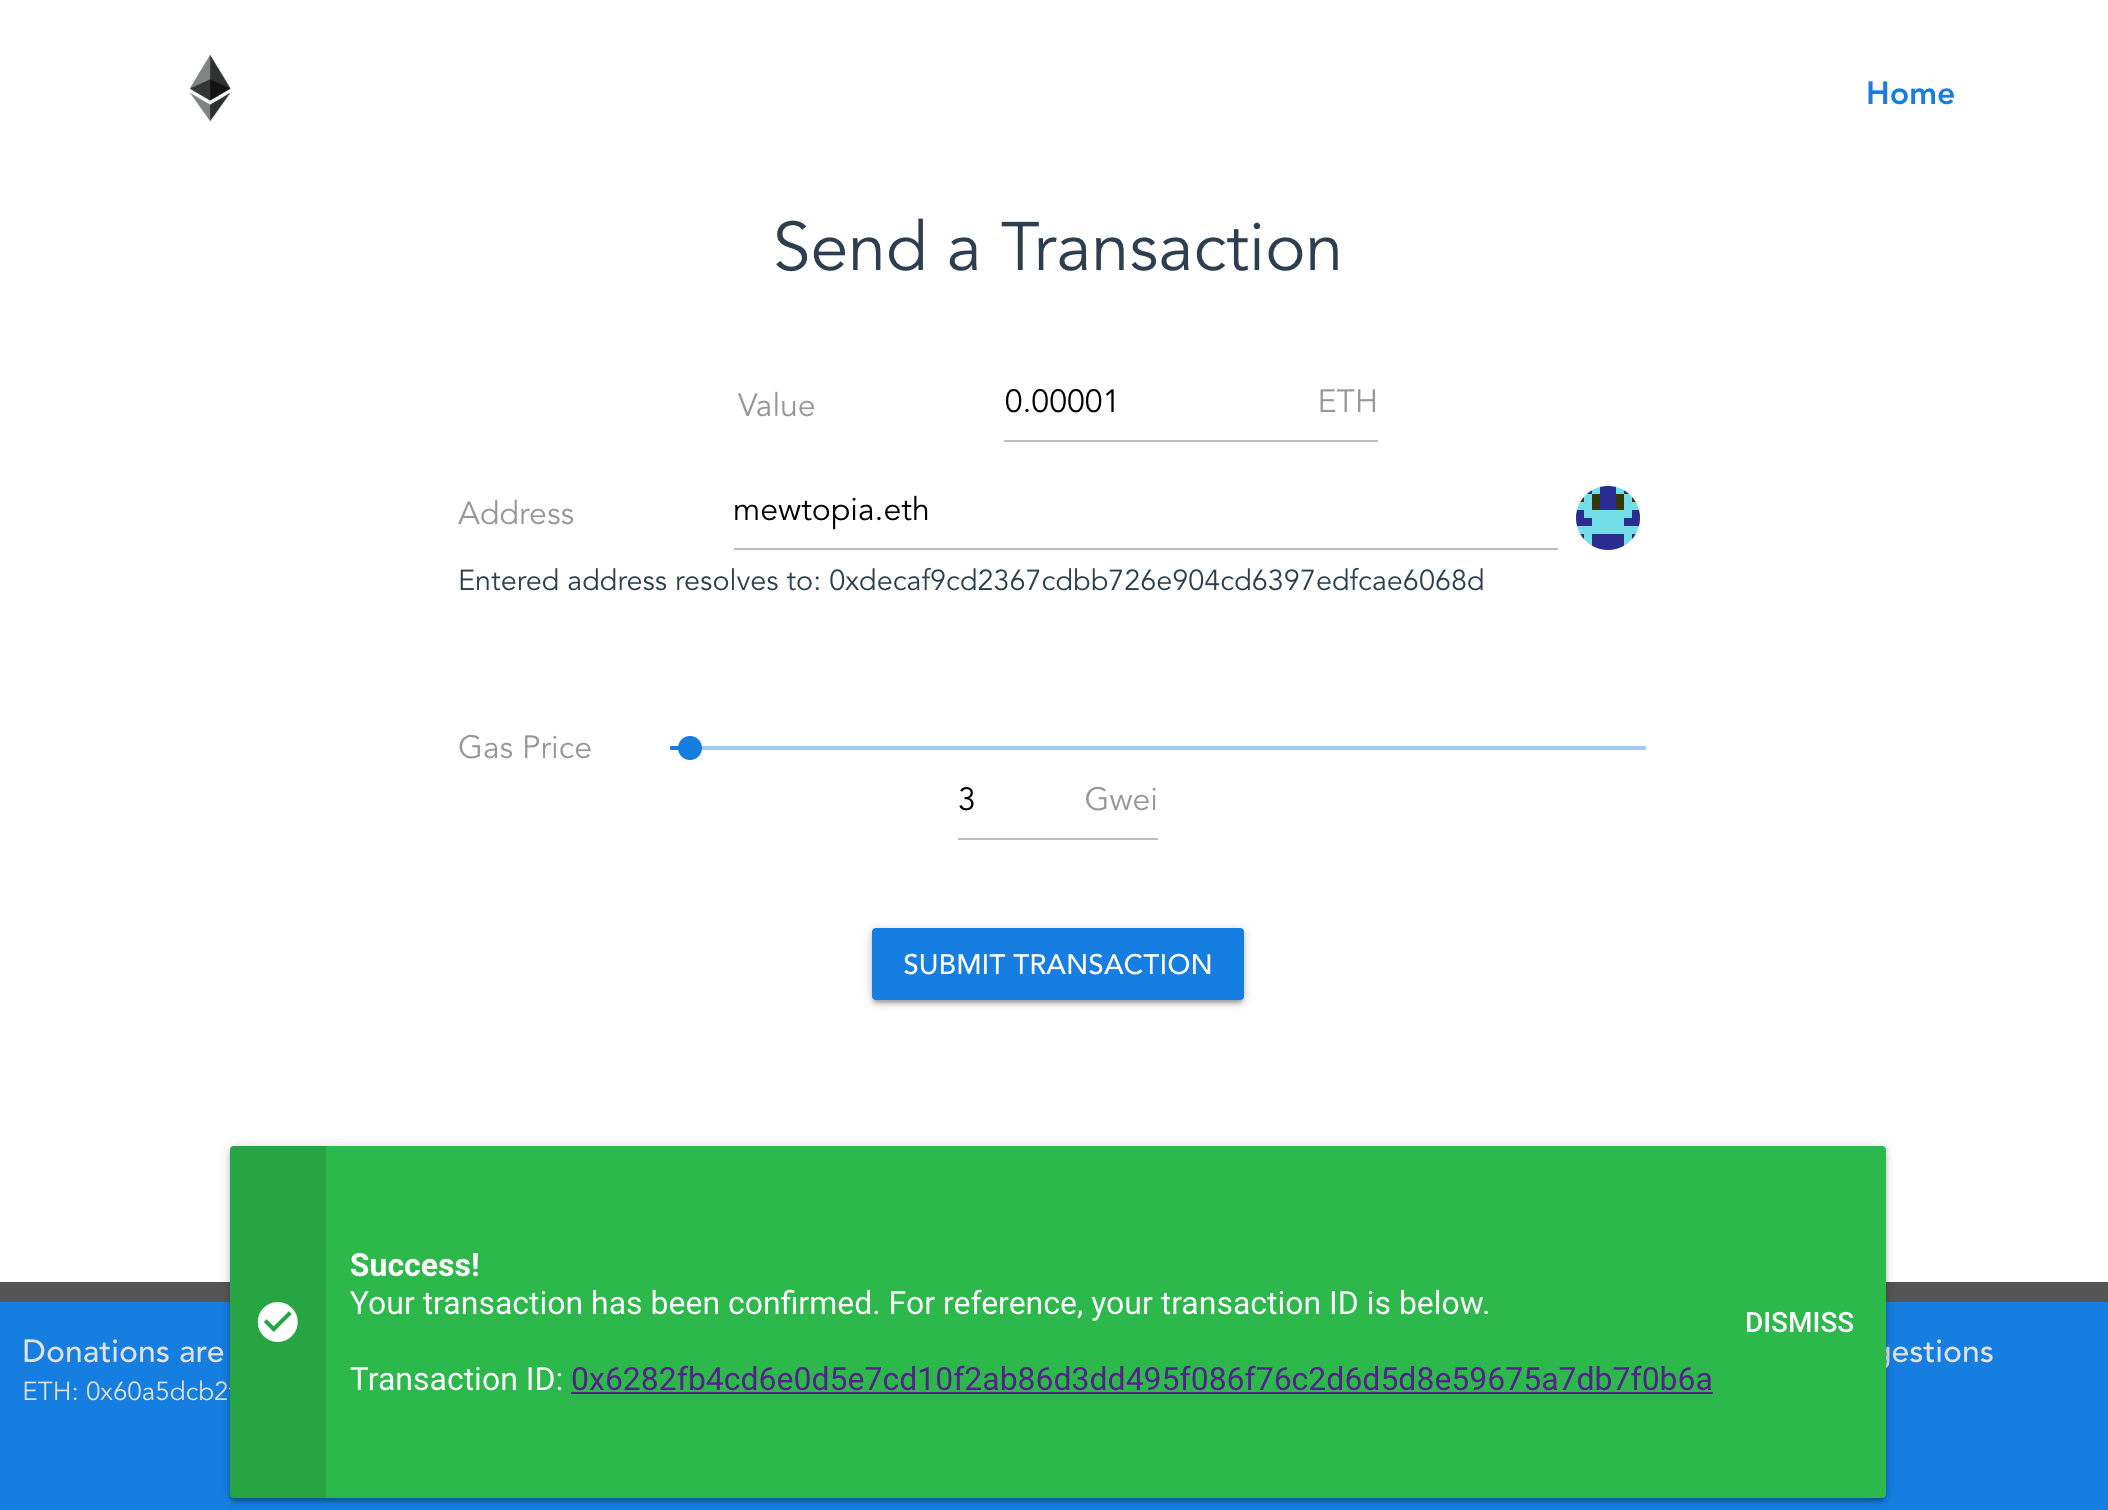 Home
Send a Transaction
Value 0.00001 ETH
Address mewtopia.eth
Entered address resolves to: 0xdecaf9cd2367cdbb726e904cd6397edfcae6068d
Gas Price
3 Gwei
SUBMIT TRANSACTION
Success!
Your transaction has been confirmed. For reference, your transaction ID is below.
DISMISS
Transaction ID: 0x6282fb4cd6e0d5e7cd10f2ab86d3dd495f086f76c2d6d5d8e59675a7db7f0b6a
Donations are
gestions
ETH: 0x60a5dcb2